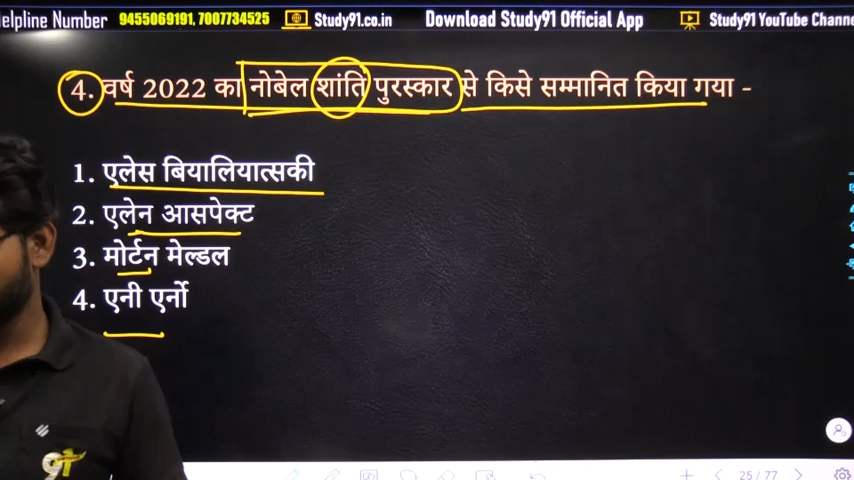 elpline Number 9455069191, 7007734525 Study91.co.in Download Study91 Official App Study91 YouTube Channe
4. वर्ष 2022 का नोबेल शांति पुरस्कार से किसे सम्मानित किया गया -
1. एलेस बियालियात्सकी
2. एलेन आसपेक्ट
3. मोर्टन मेल्डल
4. एनी एर्नो
91
25 / 77